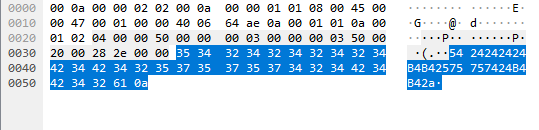 0000 00 0a 00 00 02 02 00 0a 00 00 01 01 08 00 45 00 ········ ······E·
0010 00 47 00 01 00 00 40 06 64 ae 0a 00 01 01 0a 00 ·G····@· d·······
0020 01 02 04 00 00 50 00 00 00 03 00 00 00 03 50 00 ·····P·· ······P·
0030 20 00 28 2e 00 00 35 34 32 34 32 34 32 34 32 34 ·(.··54 24242424
0040 42 34 42 34 32 35 37 35 37 35 37 34 32 34 42 34 B4B42575 757424B4
0050 42 34 32 61 0a B42a·